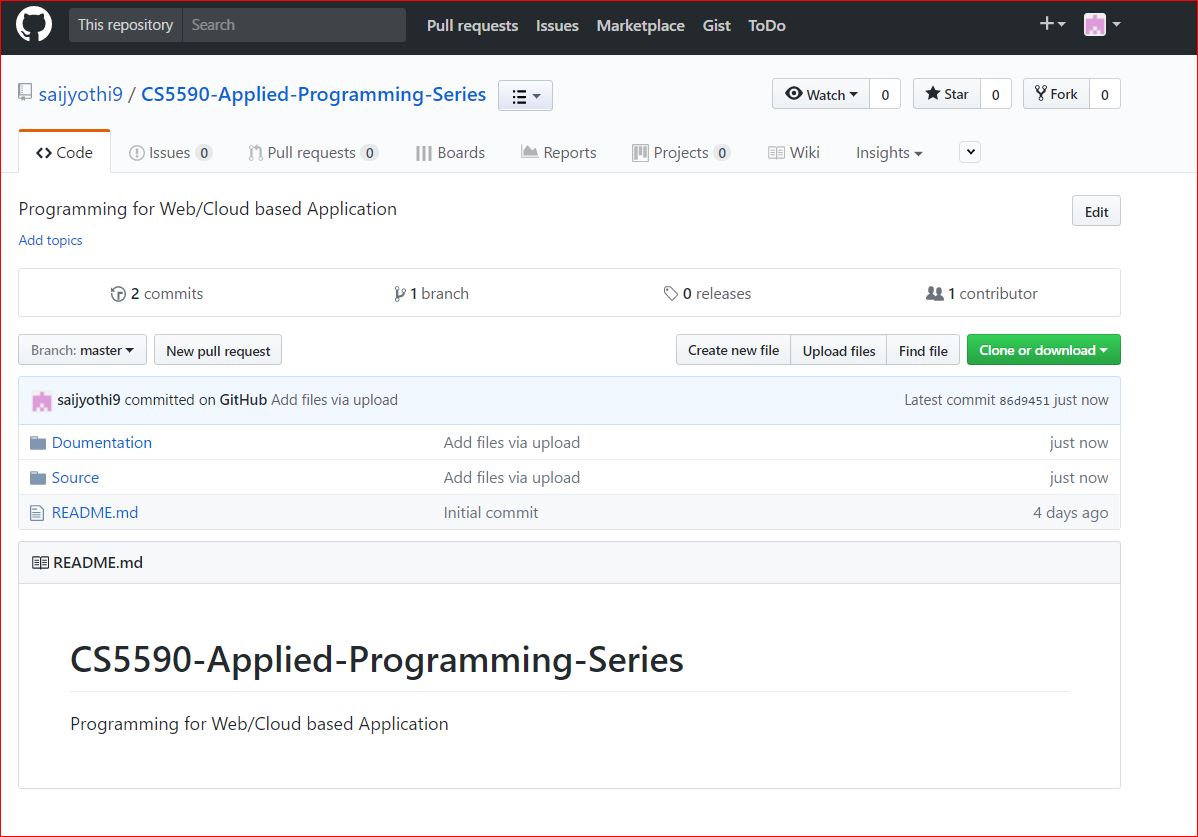 This repository Search Pull requests Issues Marketplace Gist ToDo
saijyothi9 / CS5590-Applied-Programming-Series Watch 0 Star 0 Fork 0
Code Issues 0 Pull requests 0 Boards Reports Projects 0 Wiki Insights
Programming for Web/Cloud based Application Edit
Add topics
2 commits 1 branch 0 releases 1 contributor
Branch: master New pull request Create new file Upload files Find file Clone or download
saijyothi9 committed on GitHub Add files via upload Latest commit 86d9451 just now
Doumentation Add files via upload just now
Source Add files via upload just now
README.md Initial commit 4 days ago
README.md
CS5590-Applied-Programming-Series
Programming for Web/Cloud based Application